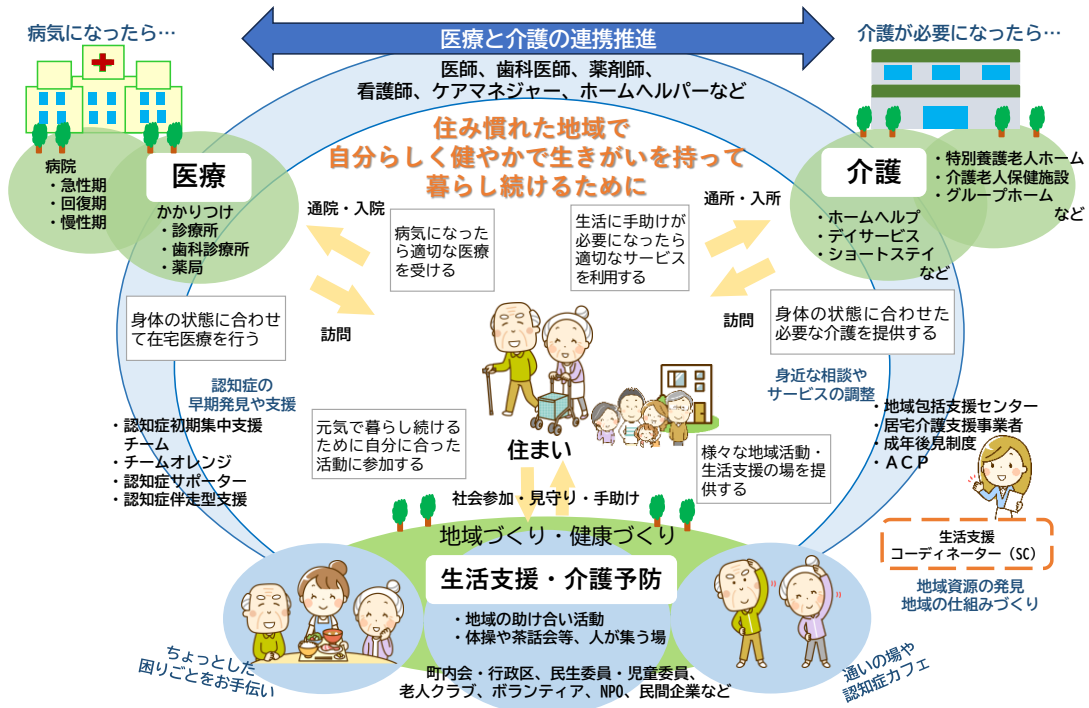 病気になったら…
医療と介護の連携推進
介護が必要になったら…
医師、歯科医師、薬剤師、
看護師、ケアマネジャー、ホームヘルパーなど
住み慣れた地域で
自分らしく健やかで生きがいを持って
暮らし続けるために
病院
・急性期
・回復期
・慢性期
医療
かかりつけ
・診療所
・歯科診療所
・薬局
介護
・特別養護老人ホーム
・介護老人保健施設
・グループホーム
など
・ホームヘルプ
・デイサービス
・ショートステイ
など
通院・入院
病気になった
ら適切な医療
を受ける
生活に手助けが
必要になったら
適切なサービス
を利用する
通所・入所
身体の状態に合わせ
て在宅医療を行う
訪問
訪問
身体の状態に合わせた
必要な介護を提供する
認知症の
早期発見や支援
・認知症初期集中支援
チーム
・チームオレンジ
・認知症サポーター
・認知症伴走型支援
元気で暮らし続ける
ために自分に合った
活動に参加する
住まい
様々な地域活動・
生活支援の場を提
供する
身近な相談や
サービスの調整
・地域包括支援センター
・居宅介護支援事業者
・成年後見制度
・ＡＣＰ
生活支援
コーディネーター（SC）
地域資源の発見
地域の仕組みづくり
社会参加・見守り・手助け
地域づくり・健康づくり
生活支援・介護予防
・地域の助け合い活動
・体操や茶話会等、人が集う場
町内会・行政区、民生委員・児童委員、
老人クラブ、ボランティア、NPO、民間企業など
ちょっとした
困りごとをお手伝い
通いの場や
認知症カフェ